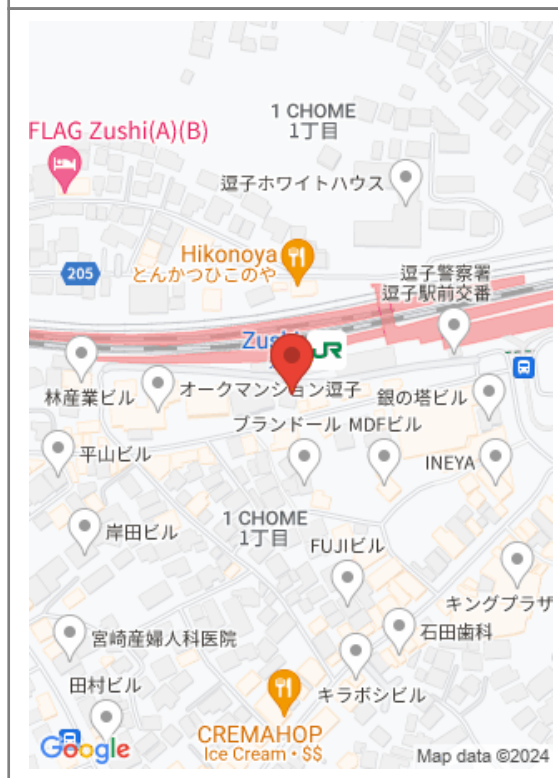 1 CHOME
1丁目
FLAG Zushi(A)(B)
逗子ホワイトハウス
Hikonoya
とんかつひこのや
205
逗子警察署
逗子駅前交番
JR
林産業ビル
オークマンション逗子
銀の塔ビル
ブランドール
MDFビル
平山ビル
INEYA
1 CHOME
1丁目
岸田ビル
FUJIビル
キングプラザ
宮崎産婦人科医院
石田歯科
田村ビル
キラボシビル
CREMAHOP
Ice Cream • $$
Google
Map data ©2024